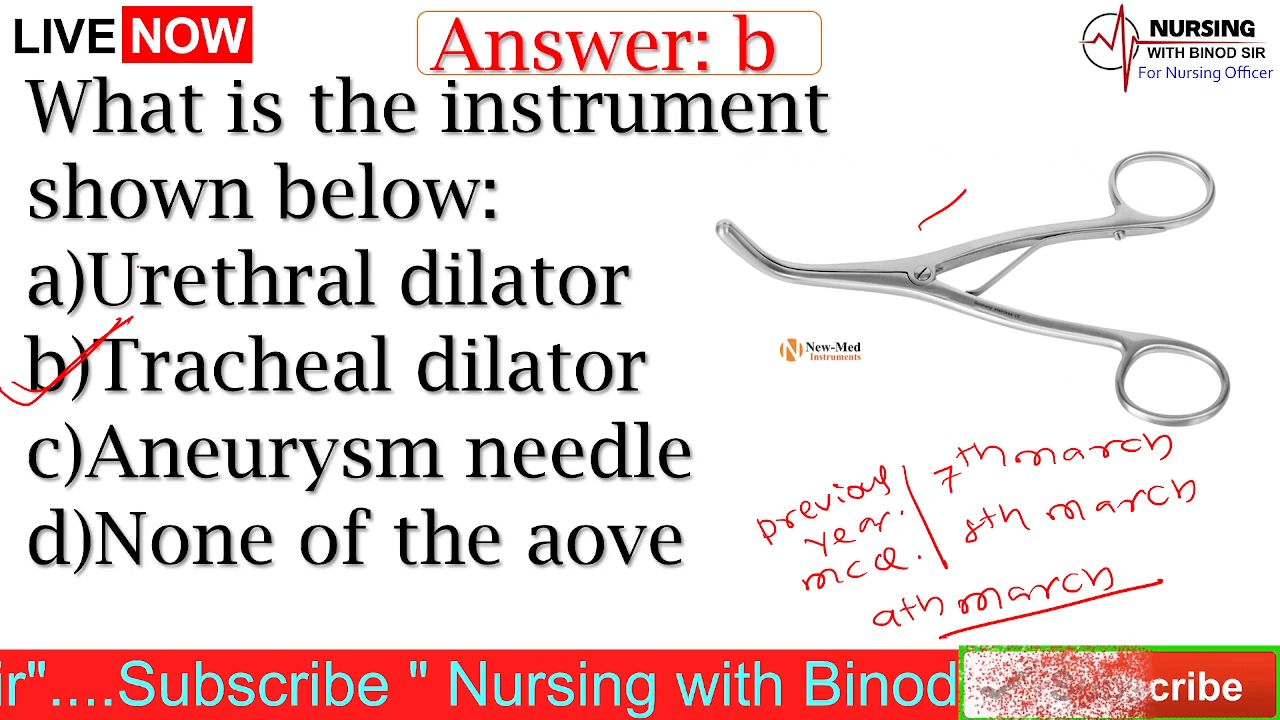 LIVE NOW
Answer: b
NURSING
WITH BINOD SIR
For Nursing Officer
What is the instrument
shown below:
a)Urethral dilator
b)Tracheal dilator
c)Aneurysm needle
d)None of the aove
New-Med
Instruments
previous
year.
mcq.
7th march
8th march
9th march
ir"....Subscribe " Nursing with Binod
cribe